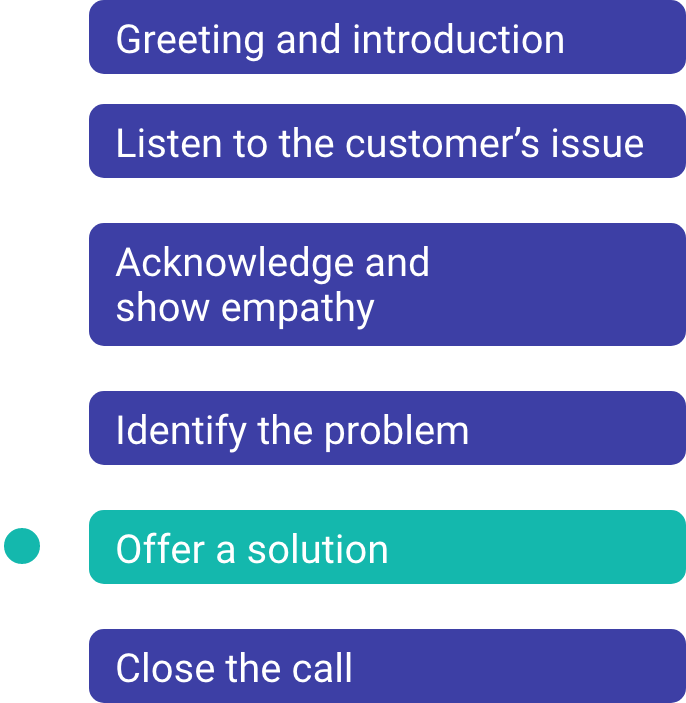 Greeting and introduction
Listen to the customer’s issue
Acknowledge and
show empathy
Identify the problem
Offer a solution
Close the call